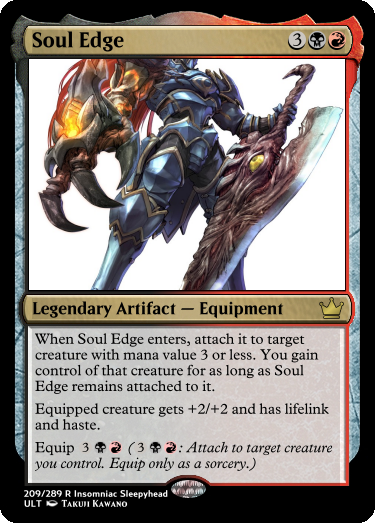 Soul Edge 3
Legendary Artifact — Equipment
When Soul Edge enters, attach it to target
creature with mana value 3 or less. You gain
control of that creature for as long as Soul
Edge remains attached to it.
Equipped creature gets +2/+2 and has lifelink
and haste.
Equip 3 ( 3 : Attach to target creature
you control. Equip only as a sorcery.)
209/289 R Insomniac Sleepyhead
ULT Takuji Kawano